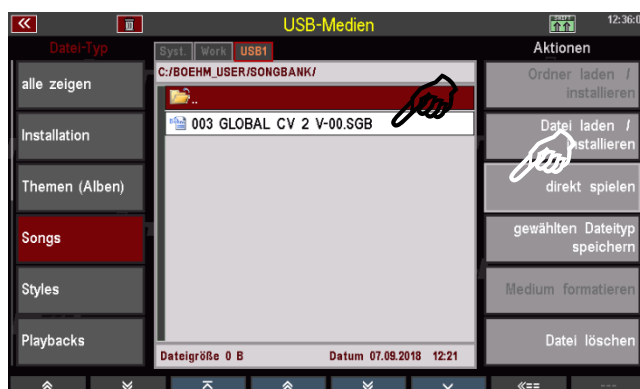 USB-Medien
12:36:0
Datei-Typ
Syst. Work USB1
Aktionen
C:/BOEHM_USER/SONGBANK/
..
003 GLOBAL CV 2 V-00.SGB
alle zeigen
Installation
Themen (Alben)
Songs
Styles
Playbacks
Dateigröße 0 B Datum 07.09.2018 12:21
Ordner laden /
installieren
Datei laden /
installieren
direkt spielen
gewählten Dateityp
speichern
Medium formatieren
Datei löschen